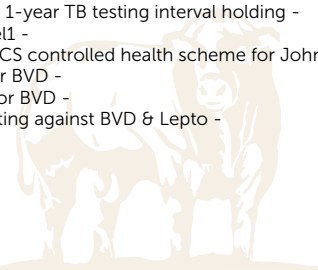 1-year TB testing interval holding -
1 -
CS controlled health scheme for John
BVD -
or BVD -
ting against BVD & Lepto -